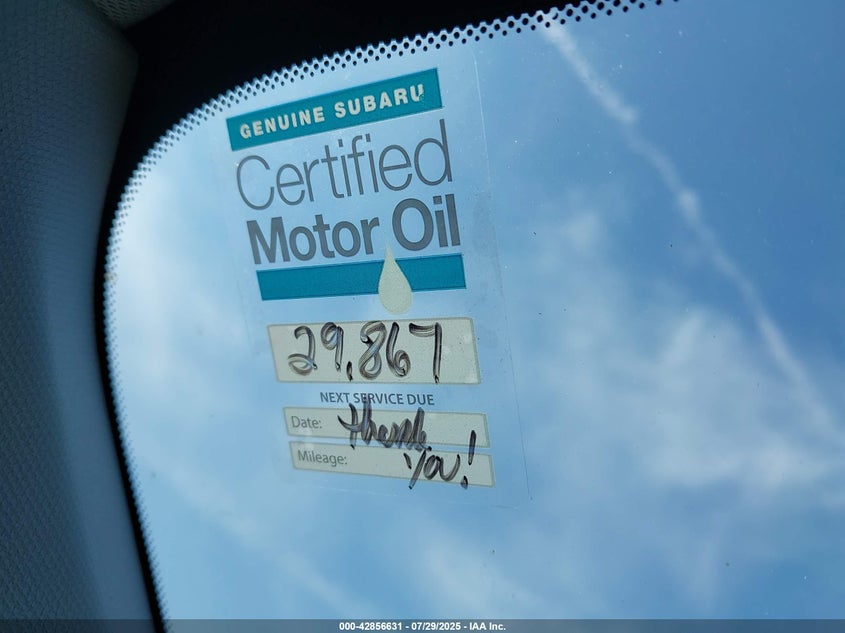 GENUINE SUBARU
Certified
Motor Oil
29,867
NEXT SERVICE DUE
Date: thank
Mileage: you!
000-42856631 - 07/29/2025 - IAA Inc.